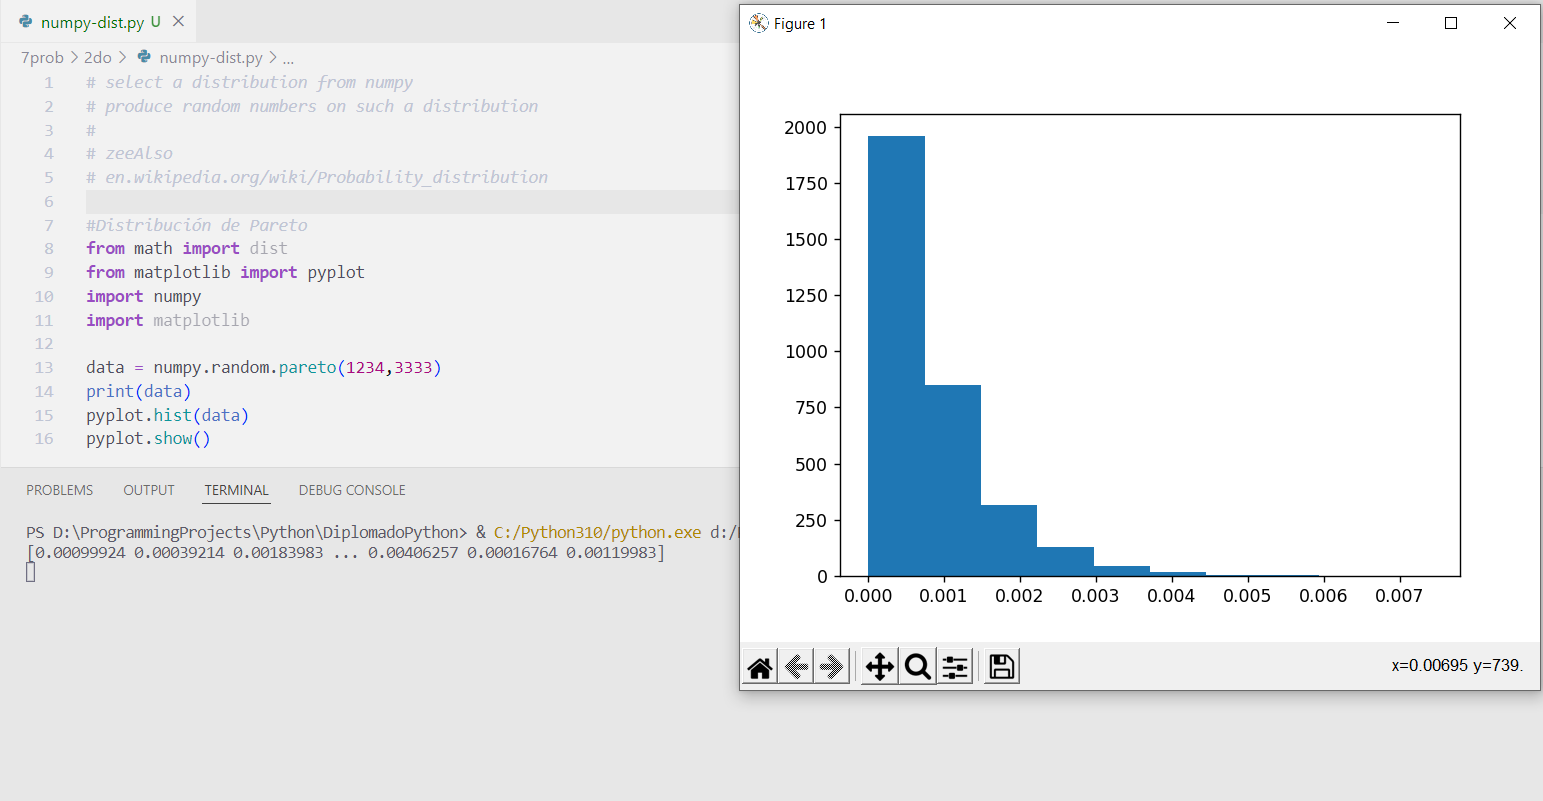 numpy-dist.py U
7prob > 2do > numpy-dist.py > ...
1 # select a distribution from numpy
2 # produce random numbers on such a distribution
3 #
4 # zeeAlso
5 # en.wikipedia.org/wiki/Probability_distribution
6
7 #Distribución de Pareto
8 from math import dist
9 from matplotlib import pyplot
10 import numpy
11 import matplotlib
12
13 data = numpy.random.pareto(1234,3333)
14 print(data)
15 pyplot.hist(data)
16 pyplot.show()
PROBLEMS OUTPUT TERMINAL DEBUG CONSOLE
PS D:\ProgrammingProjects\Python\DiplomadoPython> & C:/Python310/python.exe d:/
[0.00099924 0.00039214 0.00183983 ... 0.00406257 0.00016764 0.00119983]
Figure 1
2000
1750
1500
1250
1000
750
500
250
0
0.000 0.001 0.002 0.003 0.004 0.005 0.006 0.007
x=0.00695 y=739.